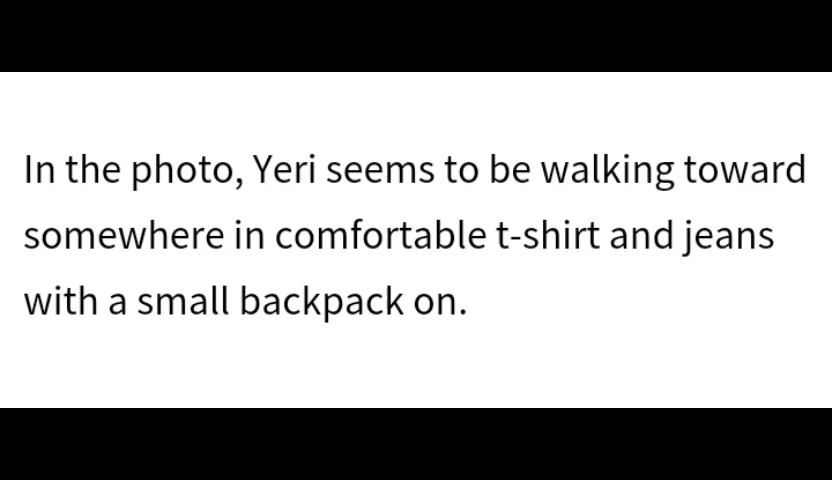 In the photo, Yeri seems to be walking toward
somewhere in comfortable t-shirt and jeans
with a small backpack on.